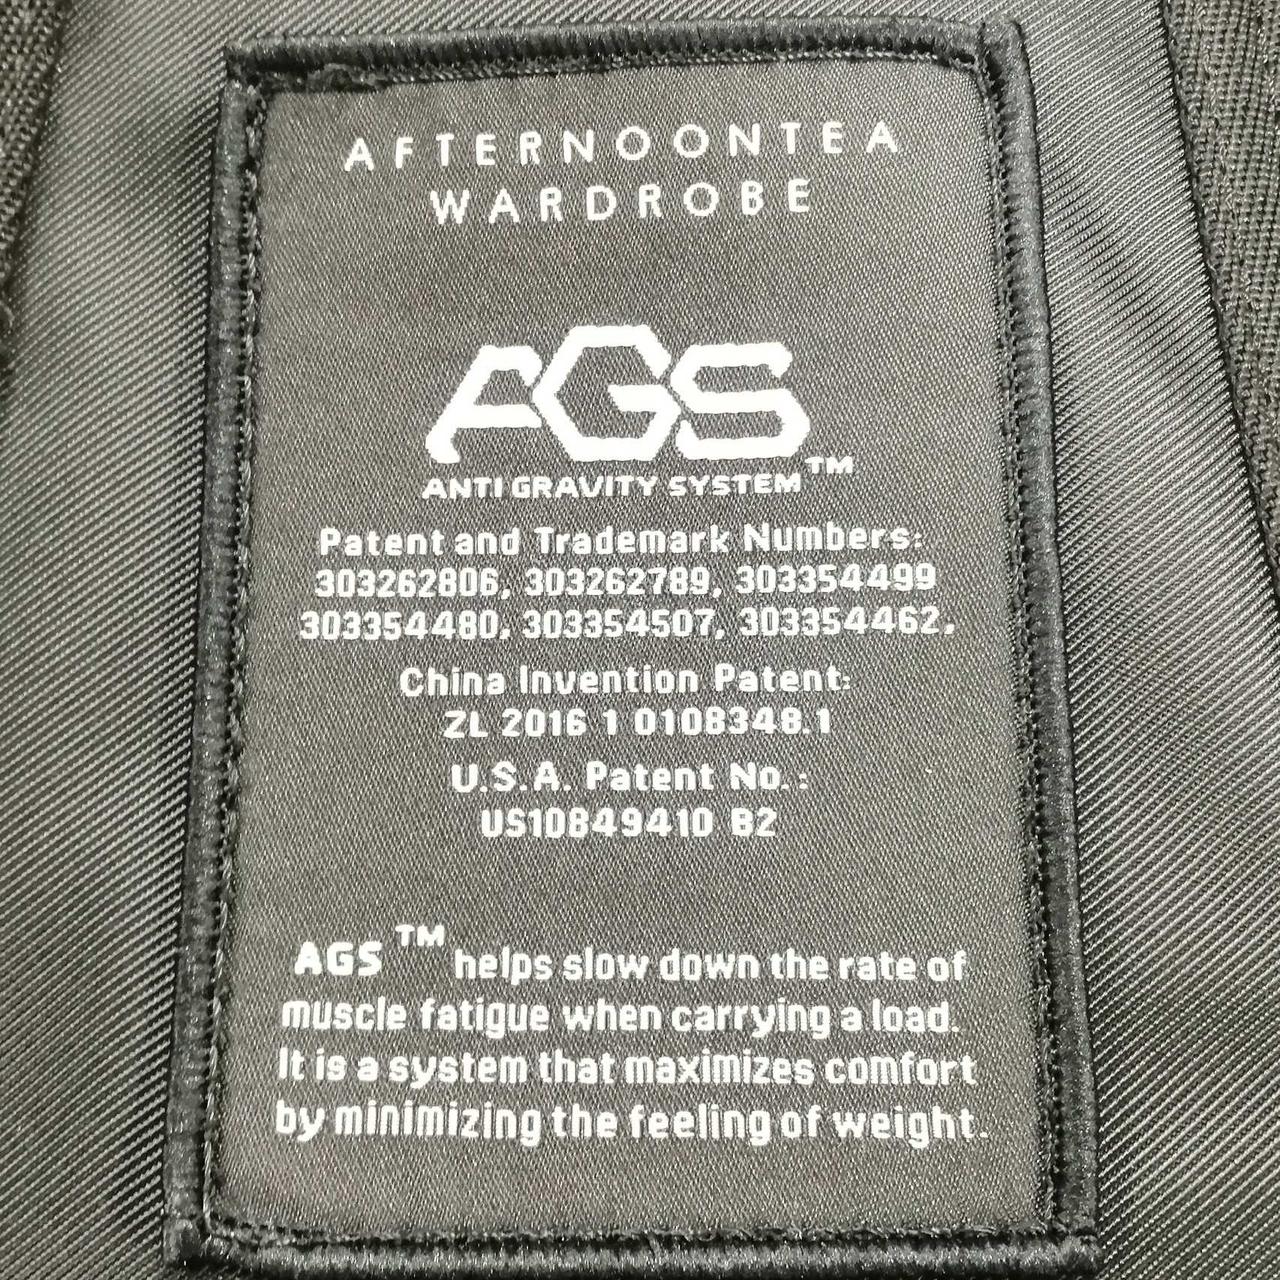 AFTERNOONTEA
WARDROBE
AGS
ANTI GRAVITY SYSTEM™
Patent and Trademark Numbers:
303262806, 303262789, 303354499
303354480, 303354507, 303354462,
China Invention Patent:
ZL 2016 1 0108348.1
U.S.A. Patent No.:
US10849410 B2
AGS™ helps slow down the rate of
muscle fatigue when carrying a load.
It is a system that maximizes comfort
by minimizing the feeling of weight.